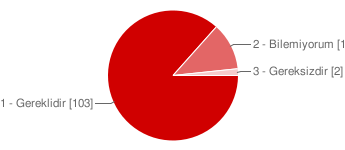 2 - Bilemiyorum [1
3 - Gereksizdir [2]
1 - Gereklidir [103]